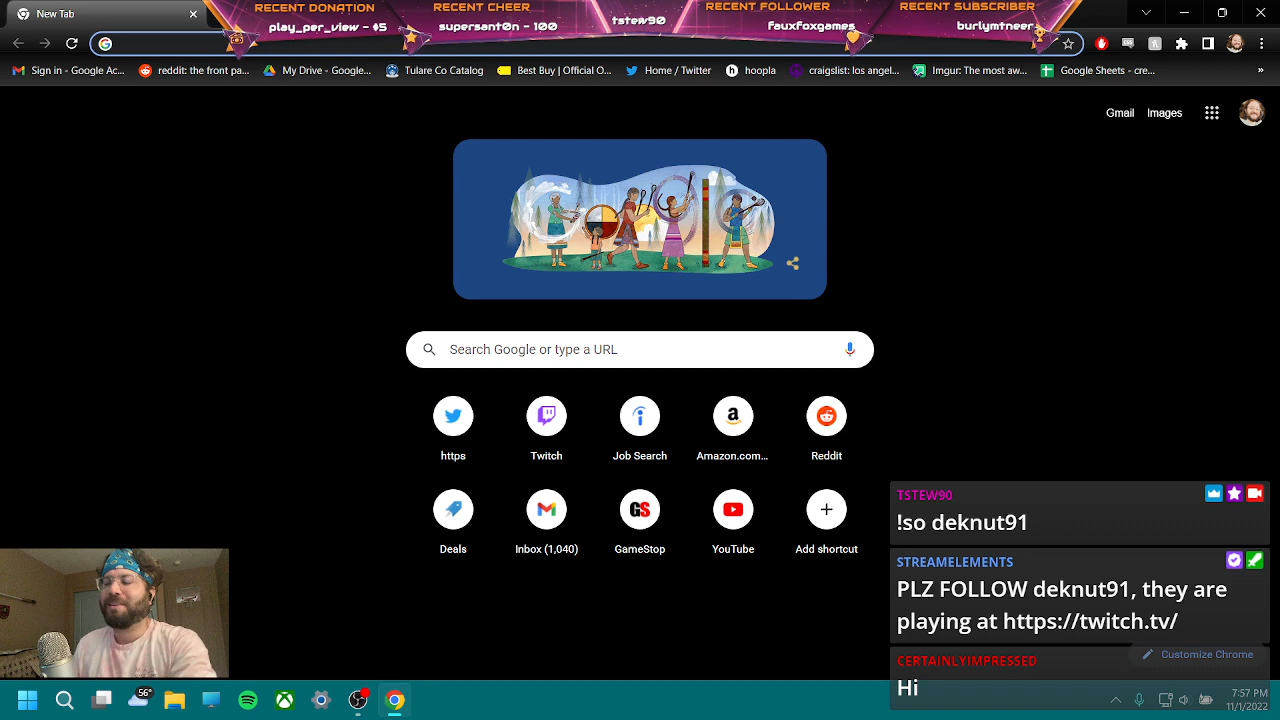 RECENT DONATION
play_per_view - $5
RECENT CHEER
supersant0n - 100
tstew90
RECENT FOLLOWER
FauxFoxgames
RECENT SUBSCRIBER
burlymtneer
New Tab
Sign in - Google Ac...
reddit: the front pa...
My Drive - Google...
Tulare Co Catalog
Best Buy | Official O...
Home / Twitter
hoopla
craigslist: los angel...
Imgur: The most aw...
Google Sheets - cre...
»
Gmail
Images
Search Google or type a URL
https
Twitch
Job Search
Amazon.com...
Reddit
Deals
Inbox (1,040)
GameStop
YouTube
Add shortcut
TSTEW90
!so deknut91
STREAMELEMENTS
PLZ FOLLOW deknut91, they are
playing at https://twitch.tv/
Customize Chrome
CERTAINLYIMPRESSED
Hi
56°
7:57 PM
11/1/2022